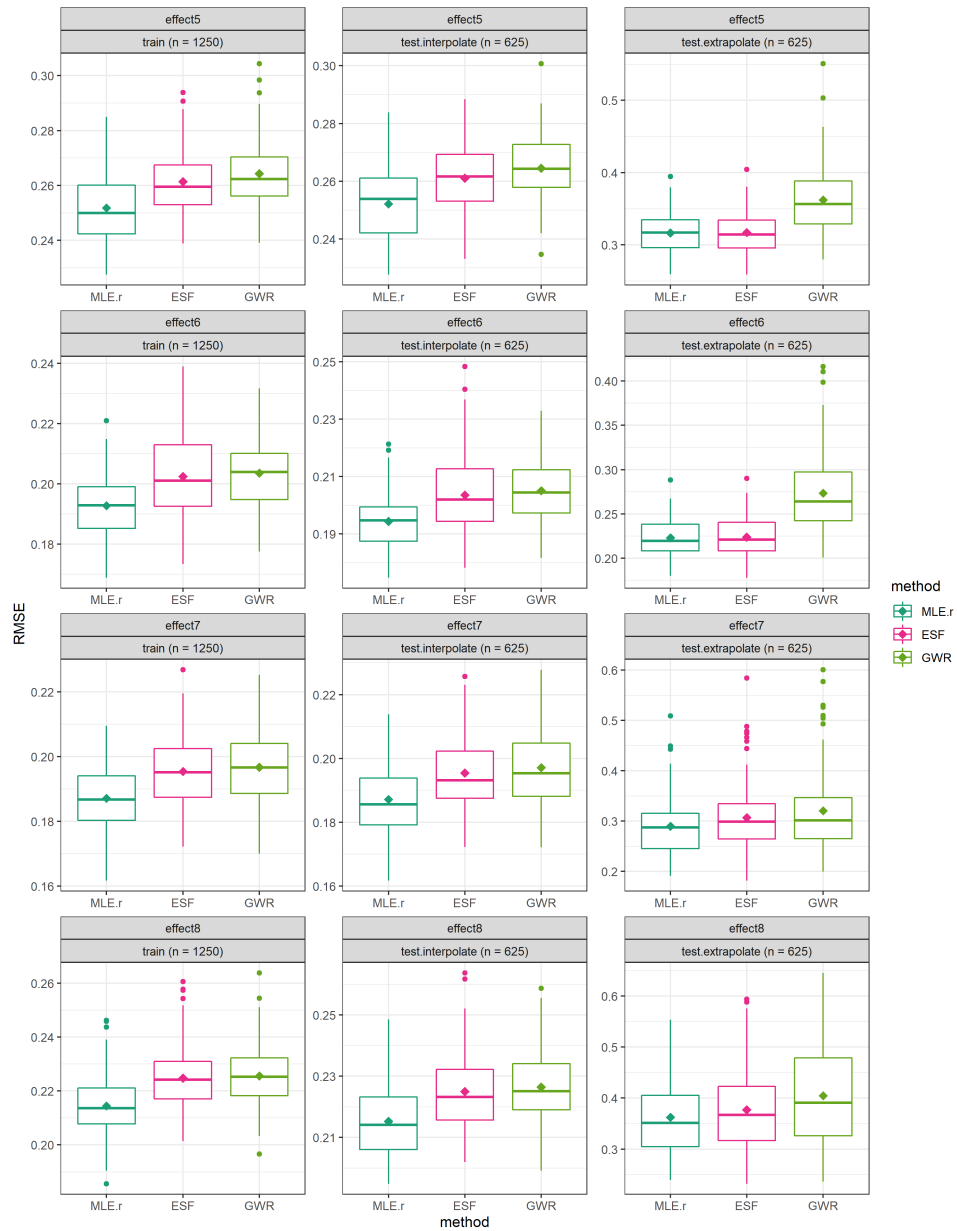 effect5 effect5 effect5
train (n = 1250) test.interpolate (n = 625) test.extrapolate (n = 625)
0.30 0.30 0.5
0.28 0.28 0.4
0.26 0.26 0.3
0.24 0.24
MLE.r ESF GWR MLE.r ESF GWR MLE.r ESF GWR
effect6 effect6 effect6
train (n = 1250) test.interpolate (n = 625) test.extrapolate (n = 625)
0.24 0.25 0.40
0.22 0.23 0.35
0.20 0.21 0.30
0.18 0.19 0.25
0.20
MLE.r ESF GWR MLE.r ESF GWR MLE.r ESF GWR
effect7 effect7 effect7
train (n = 1250) test.interpolate (n = 625) test.extrapolate (n = 625)
0.22 0.22 0.6
0.20 0.20 0.5
0.18 0.18 0.4
0.16 0.16 0.3
0.2
MLE.r ESF GWR MLE.r ESF GWR MLE.r ESF GWR
effect8 effect8 effect8
train (n = 1250) test.interpolate (n = 625) test.extrapolate (n = 625)
0.26 0.25 0.6
0.24 0.23 0.5
0.22 0.21 0.4
0.20 0.3
MLE.r ESF GWR MLE.r ESF GWR MLE.r ESF GWR
RMSE
method
method
MLE.r
ESF
GWR